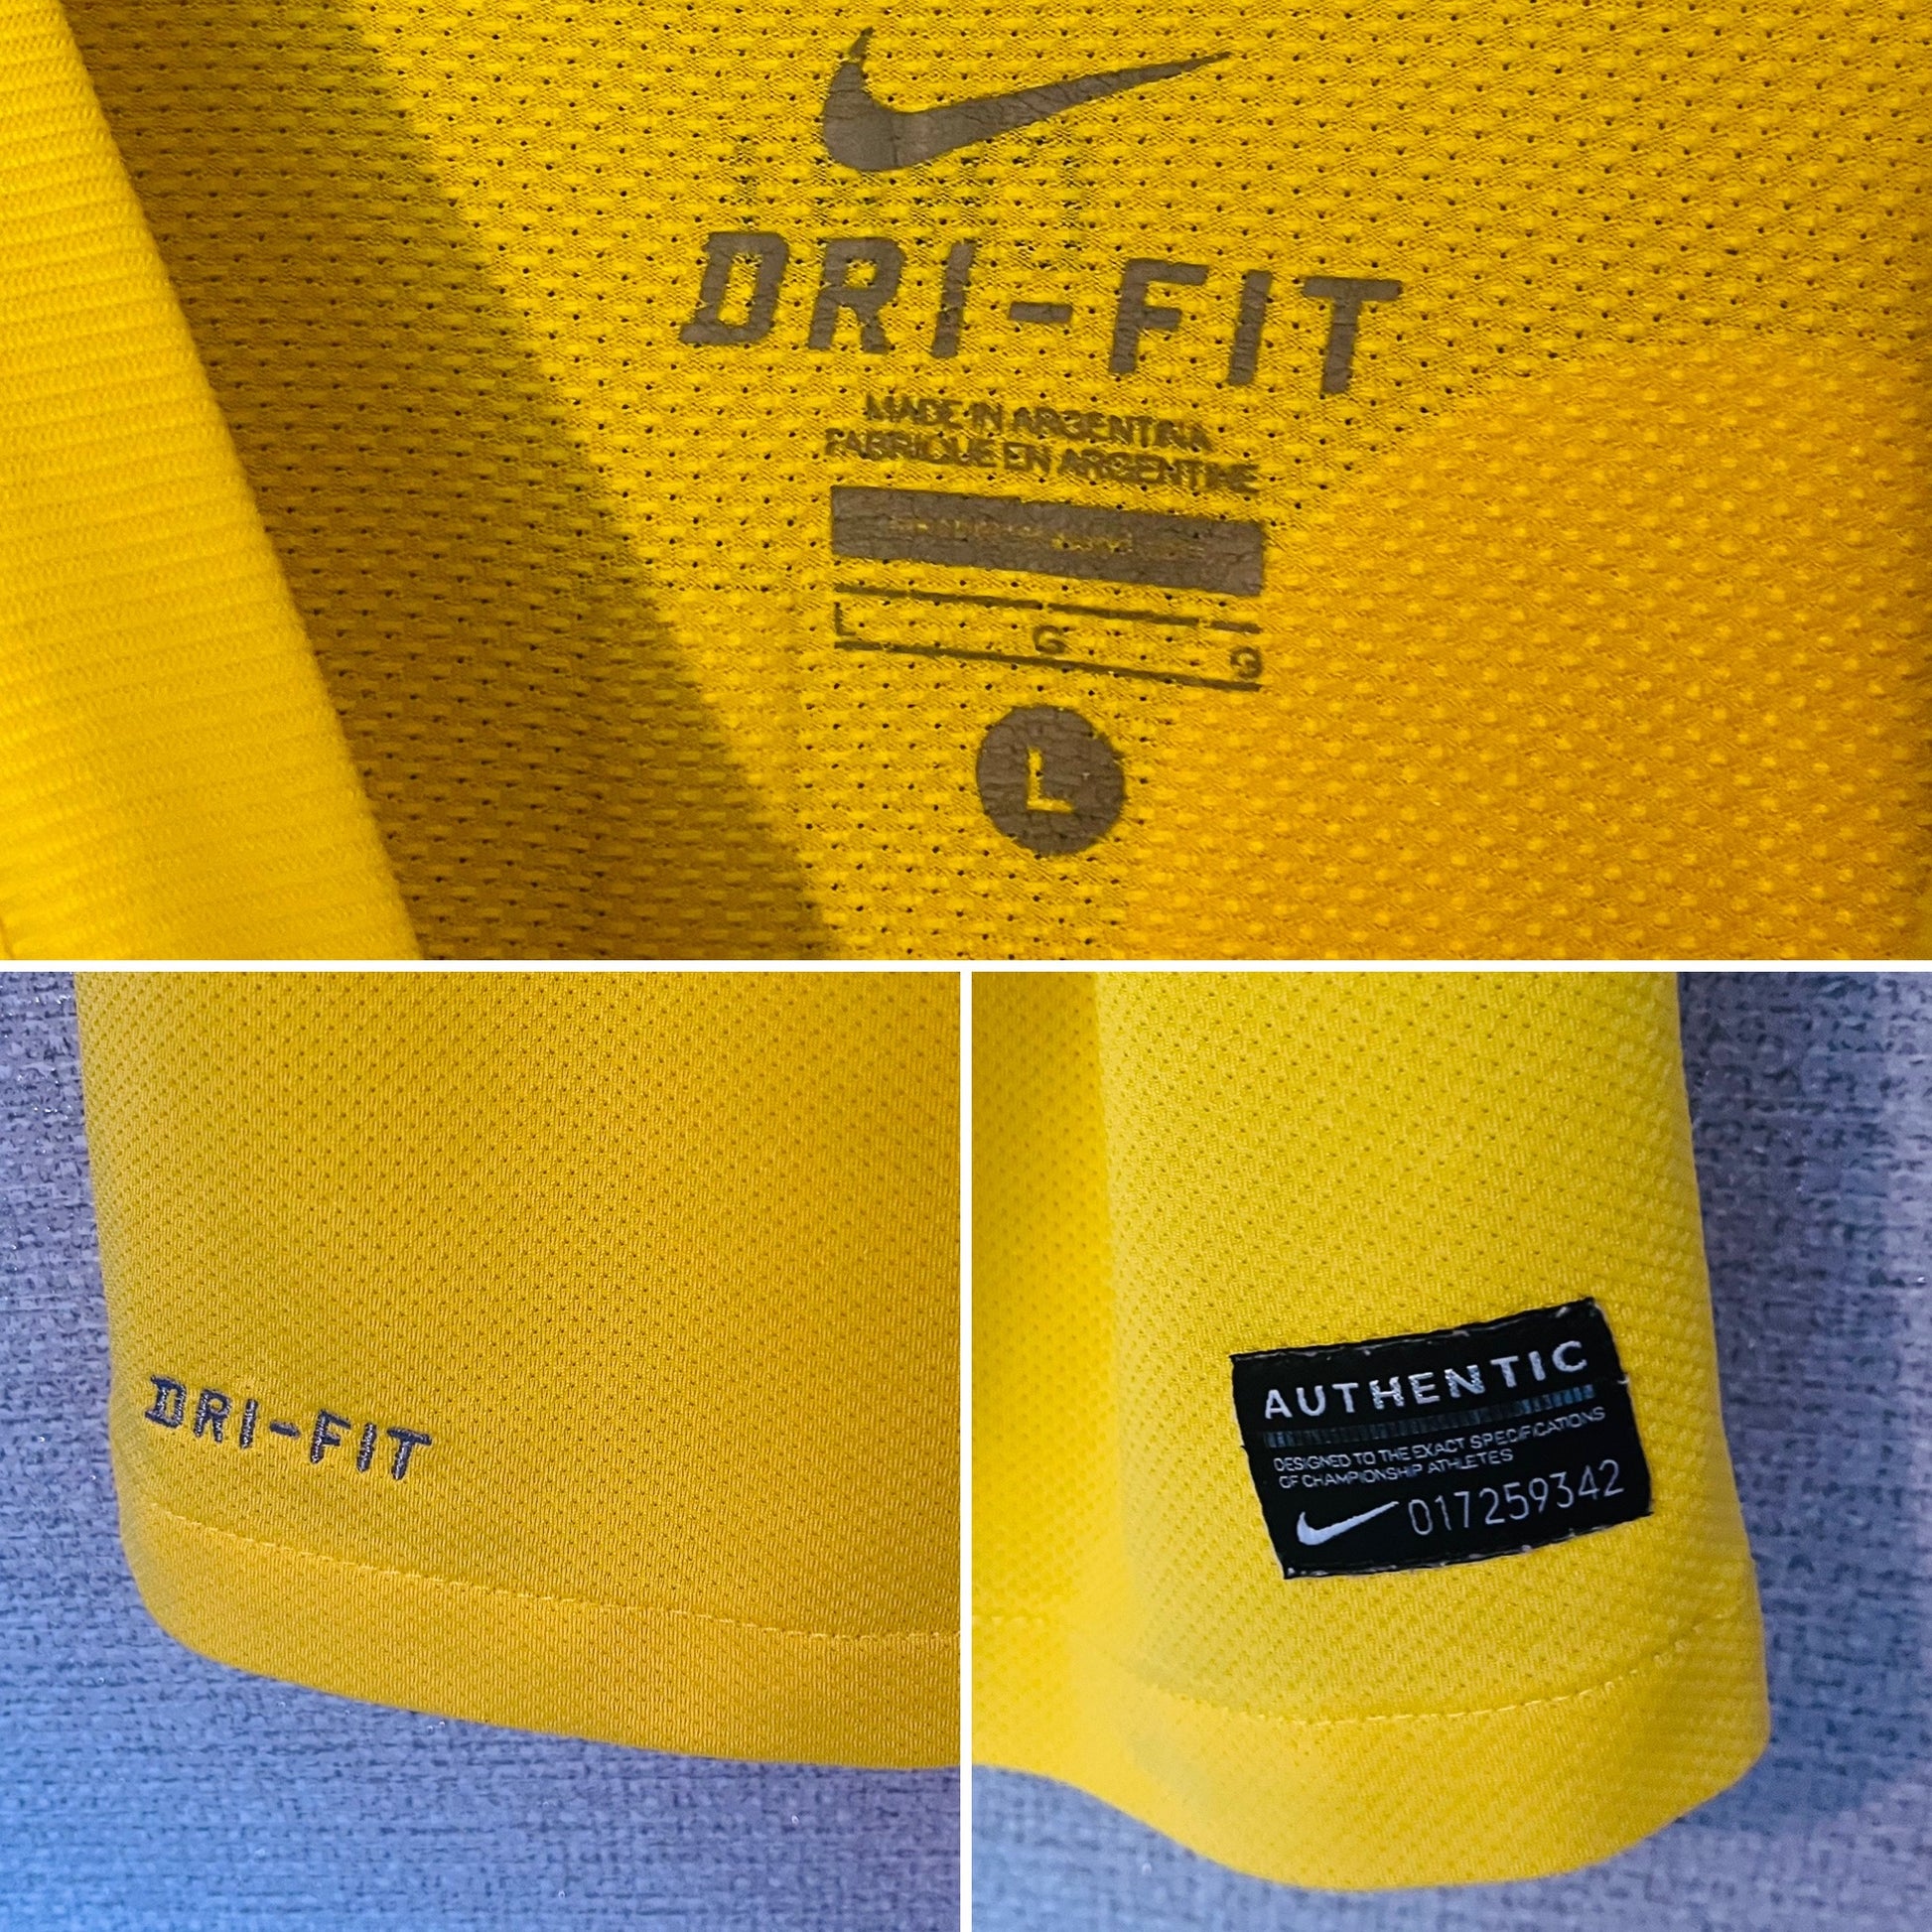 DRI-FIT
MADE IN ARGENTINA
FABRIQUÉ EN ARGENTINE
L G G
L
DRI-FIT
AUTHENTIC
DESIGNED TO THE EXACT SPECIFICATIONS
OF CHAMPIONSHIP ATHLETES
017259342